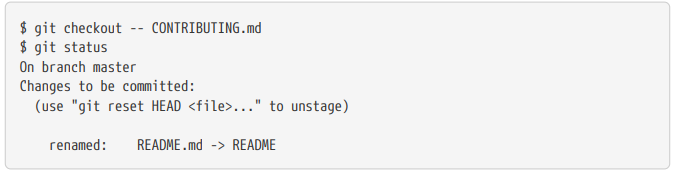 $ git checkout -- CONTRIBUTING.md
$ git status
On branch master
Changes to be committed:
  (use "git reset HEAD <file>..." to unstage)

    renamed:    README.md -> README